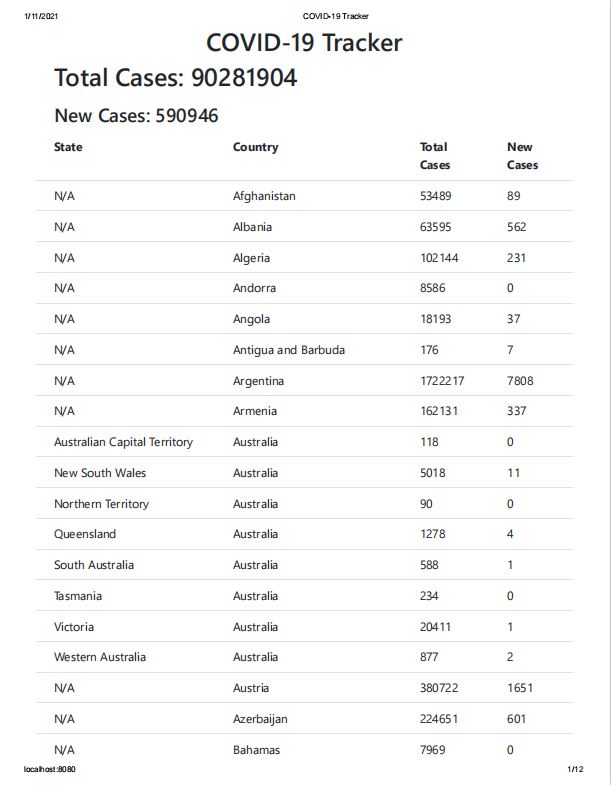 1/11/2021 COVID-19 Tracker
COVID-19 Tracker
Total Cases: 90281904
New Cases: 590946
State Country Total Cases New Cases
N/A Afghanistan 53489 89
N/A Albania 63595 562
N/A Algeria 102144 231
N/A Andorra 8586 0
N/A Angola 18193 37
N/A Antigua and Barbuda 176 7
N/A Argentina 1722217 7808
N/A Armenia 162131 337
Australian Capital Territory Australia 118 0
New South Wales Australia 5018 11
Northern Territory Australia 90 0
Queensland Australia 1278 4
South Australia Australia 588 1
Tasmania Australia 234 0
Victoria Australia 20411 1
Western Australia Australia 877 2
N/A Austria 380722 1651
N/A Azerbaijan 224651 601
N/A Bahamas 7969 0
localhost:8080 1/12